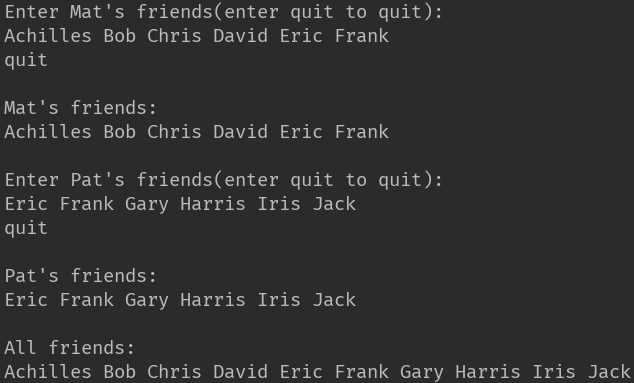 Enter Mat's friends(enter quit to quit):
Achilles Bob Chris David Eric Frank
quit
Mat's friends:
Achilles Bob Chris David Eric Frank
Enter Pat's friends(enter quit to quit):
Eric Frank Gary Harris Iris Jack
quit
Pat's friends:
Eric Frank Gary Harris Iris Jack
All friends:
Achilles Bob Chris David Eric Frank Gary Harris Iris Jack